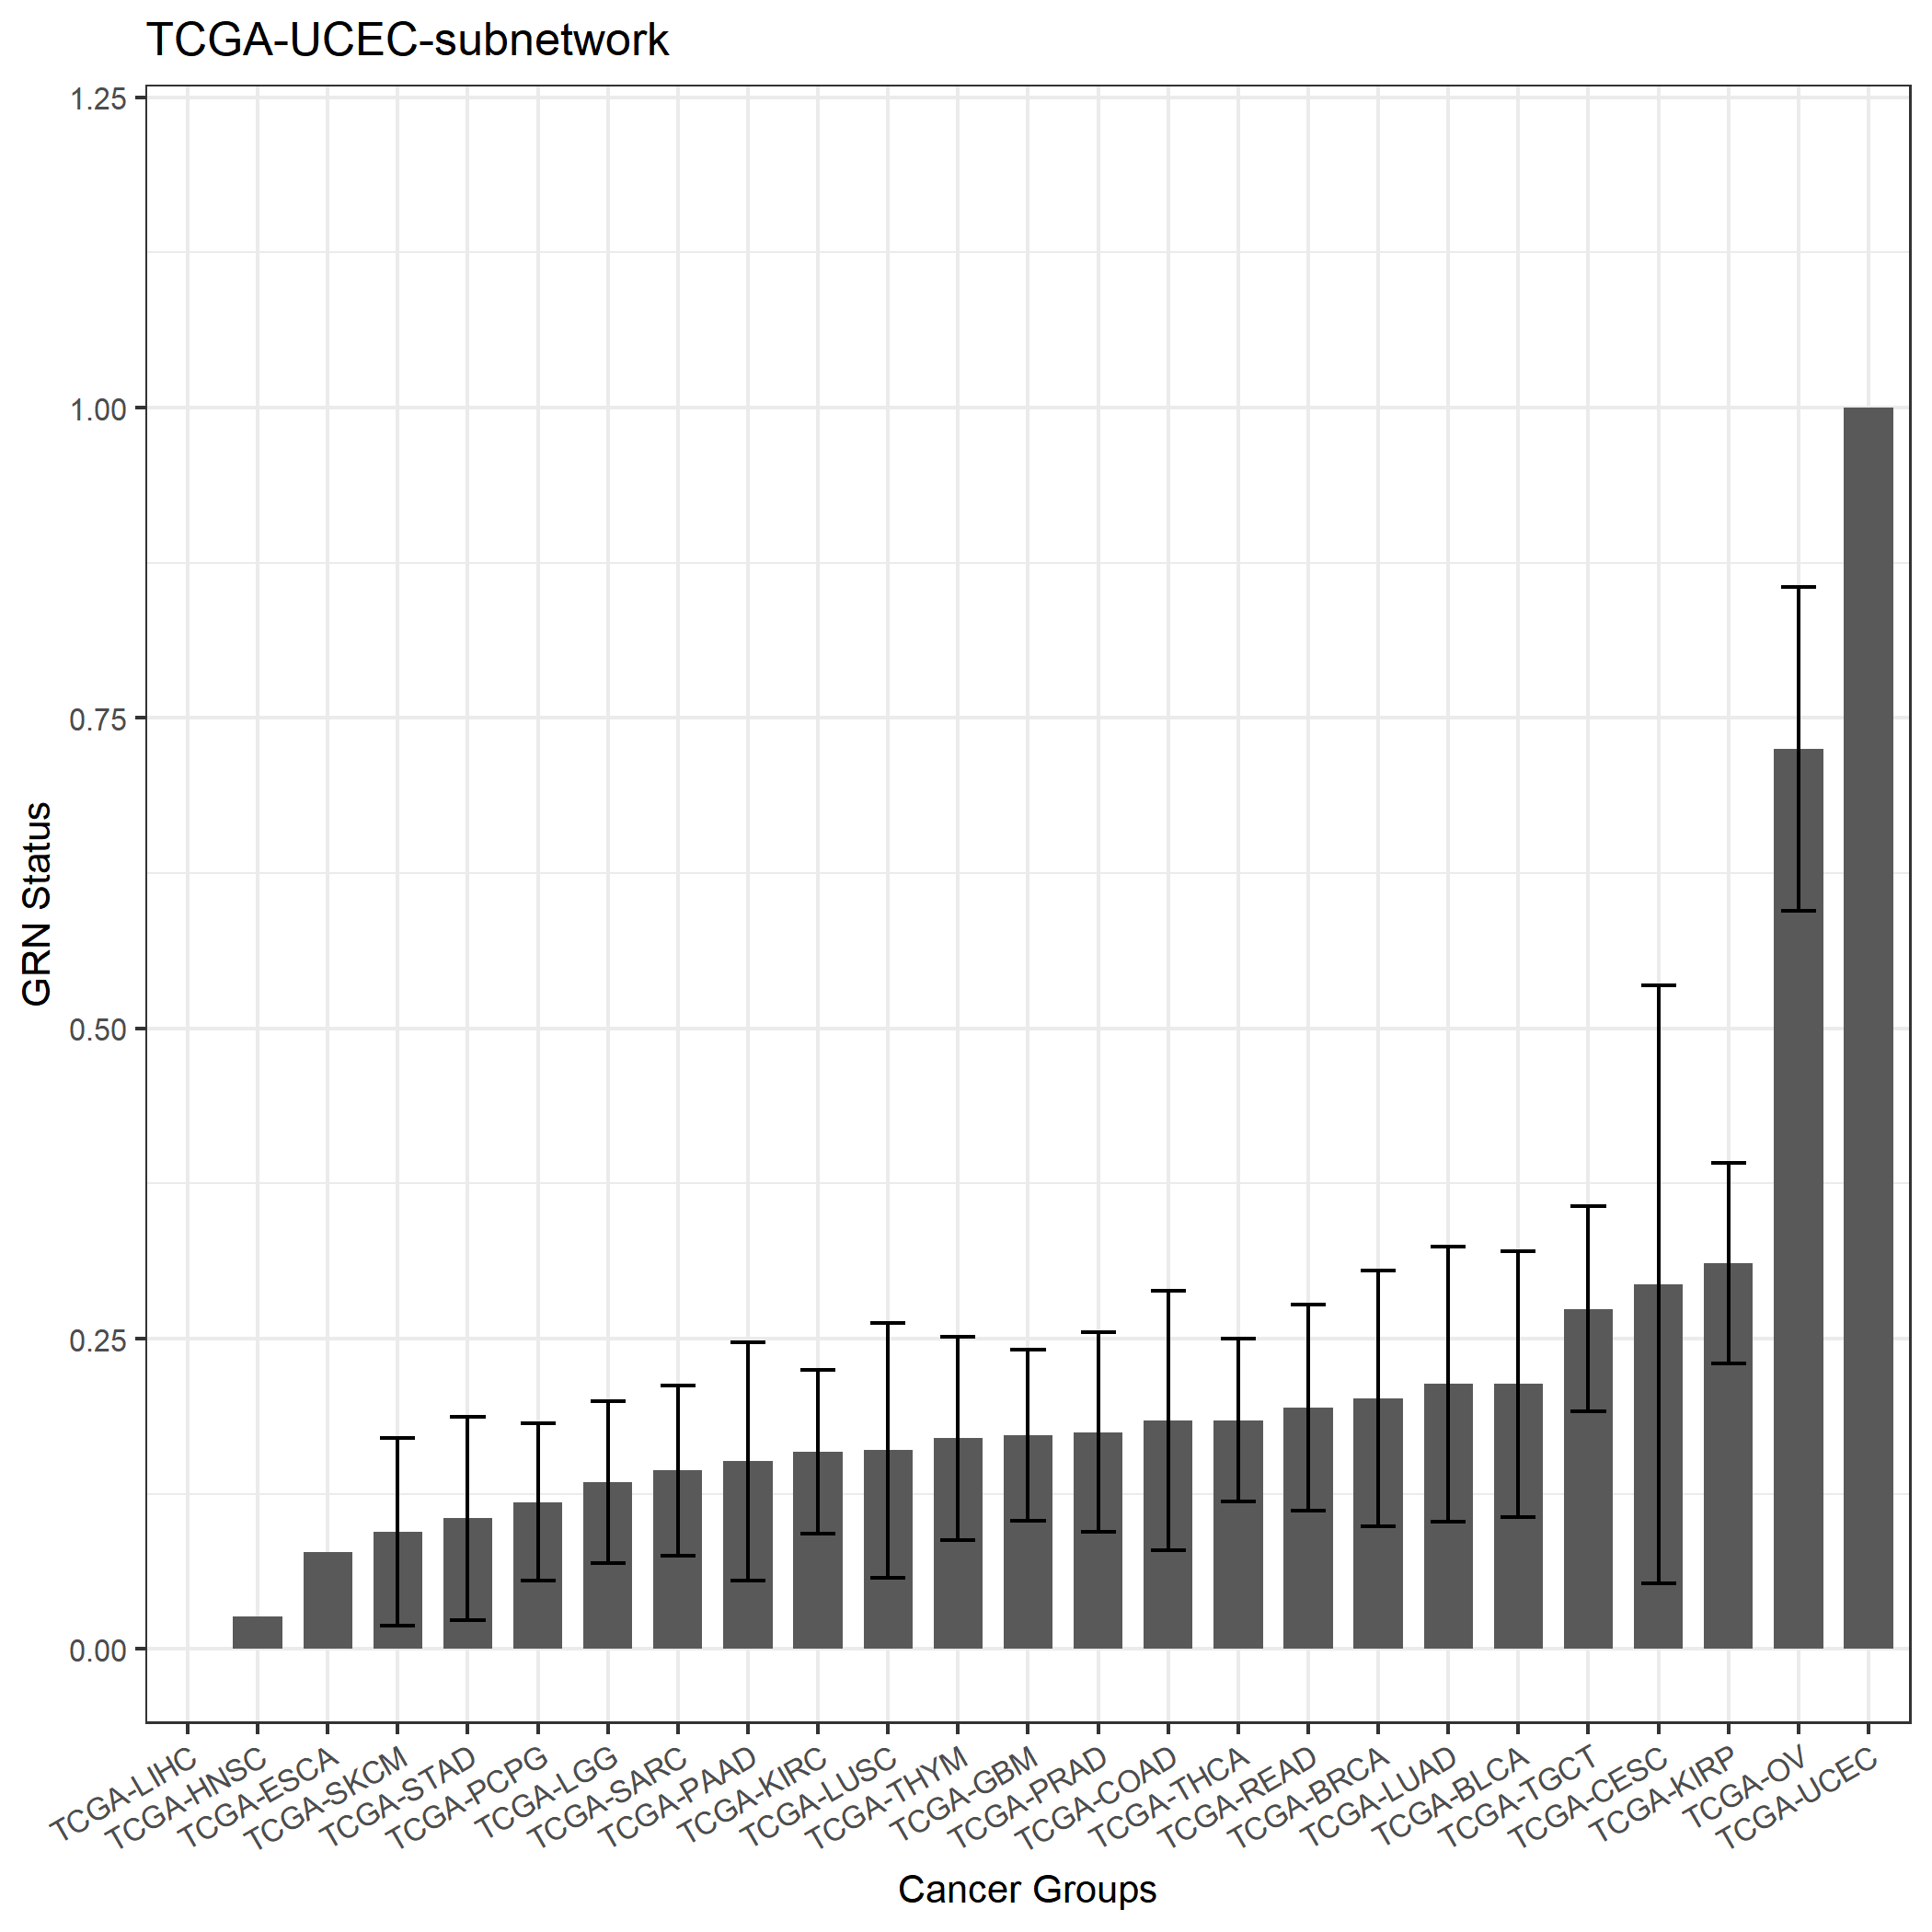 TCGA-UCEC-subnetwork
1.25
1.00
0.75
0.50
0.25
0.00
GRN Status
TCGA-LIHC
TCGA-HNSC
TCGA-ESCA
TCGA-SKCM
TCGA-STAD
TCGA-PCPG
TCGA-LGG
TCGA-SARC
TCGA-PAAD
TCGA-KIRC
TCGA-LUSC
TCGA-THYM
TCGA-GBM
TCGA-PRAD
TCGA-COAD
TCGA-THCA
TCGA-READ
TCGA-BRCA
TCGA-LUAD
TCGA-BLCA
TCGA-TGCT
TCGA-CESC
TCGA-KIRP
TCGA-OV
TCGA-UCEC
Cancer Groups